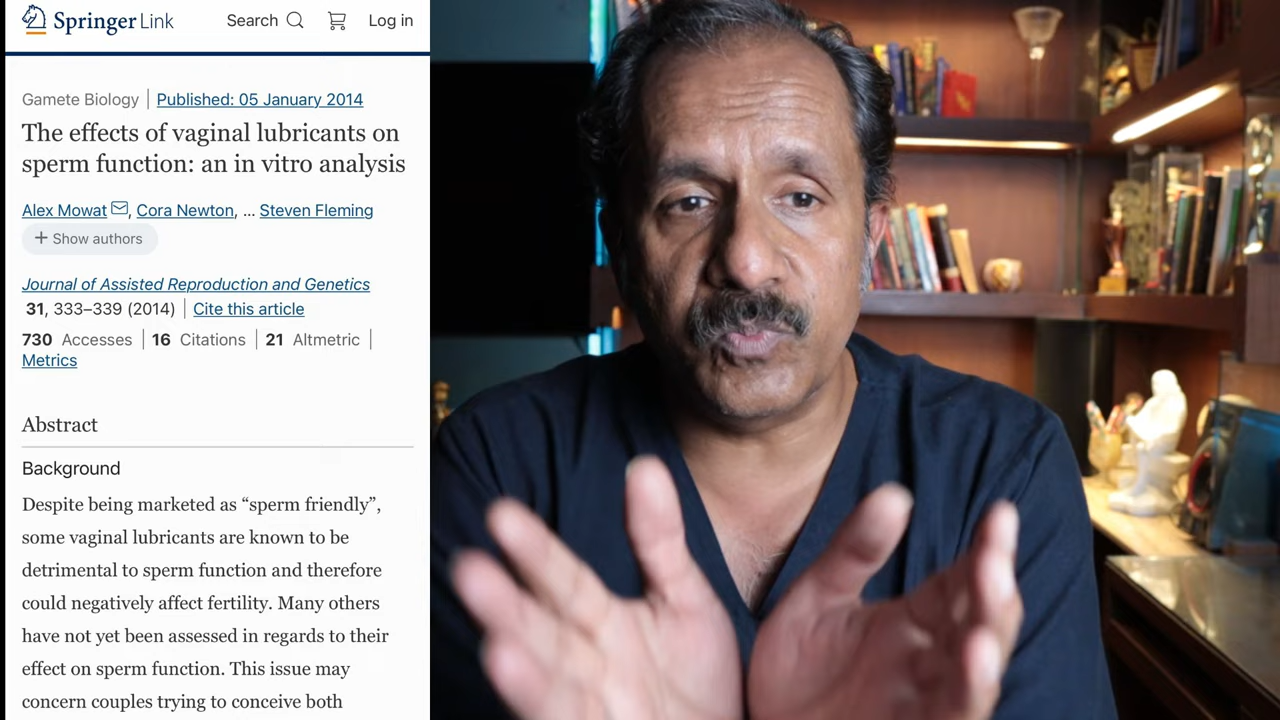 Springer Link
Search
Log in
Gamete Biology | Published: 05 January 2014
The effects of vaginal lubricants on
sperm function: an in vitro analysis
Alex Mowat, Cora Newton, ... Steven Fleming
+ Show authors
Journal of Assisted Reproduction and Genetics
31, 333–339 (2014) | Cite this article
730 Accesses | 16 Citations | 21 Altmetric |
Metrics
Abstract
Background
Despite being marketed as “sperm friendly”,
some vaginal lubricants are known to be
detrimental to sperm function and therefore
could negatively affect fertility. Many others
have not yet been assessed in regards to their
effect on sperm function. This issue may
concern couples trying to conceive both